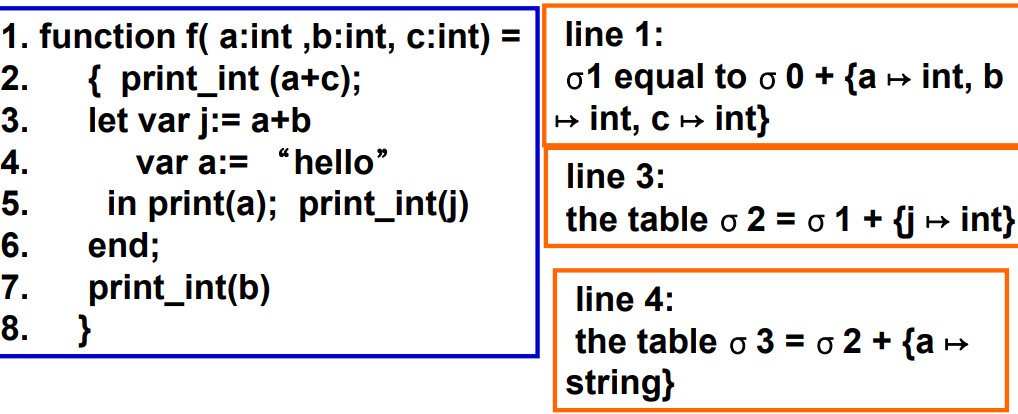 1. function f( a:int ,b:int, c:int) =
2. { print_int (a+c);
3. let var j:= a+b
4. var a:= “hello”
5. in print(a); print_int(j)
6. end;
7. print_int(b)
8. }
line 1:
σ1 equal to σ 0 + {a ↦ int, b
↦ int, c ↦ int}
line 3:
the table σ 2 = σ 1 + {j ↦ int}
line 4:
the table σ 3 = σ 2 + {a ↦
string}